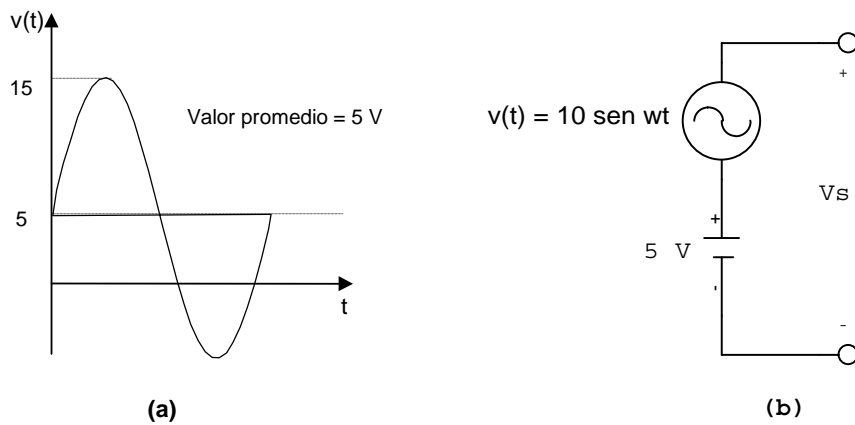 v(t)
15
Valor promedio = 5 V
5
t
(a)
+
v(t) = 10 sen wt
Vs
+
5 V
-
-
(b)